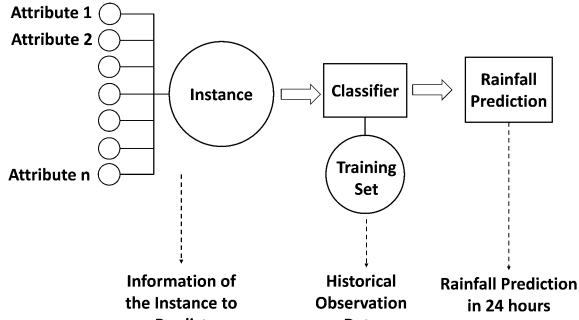 Attribute 1
Attribute 2
Attribute n
Instance
Classifier
Training
Set
Rainfall
Prediction
Information of
the Instance to
Historical
Observation
Rainfall Prediction
in 24 hours